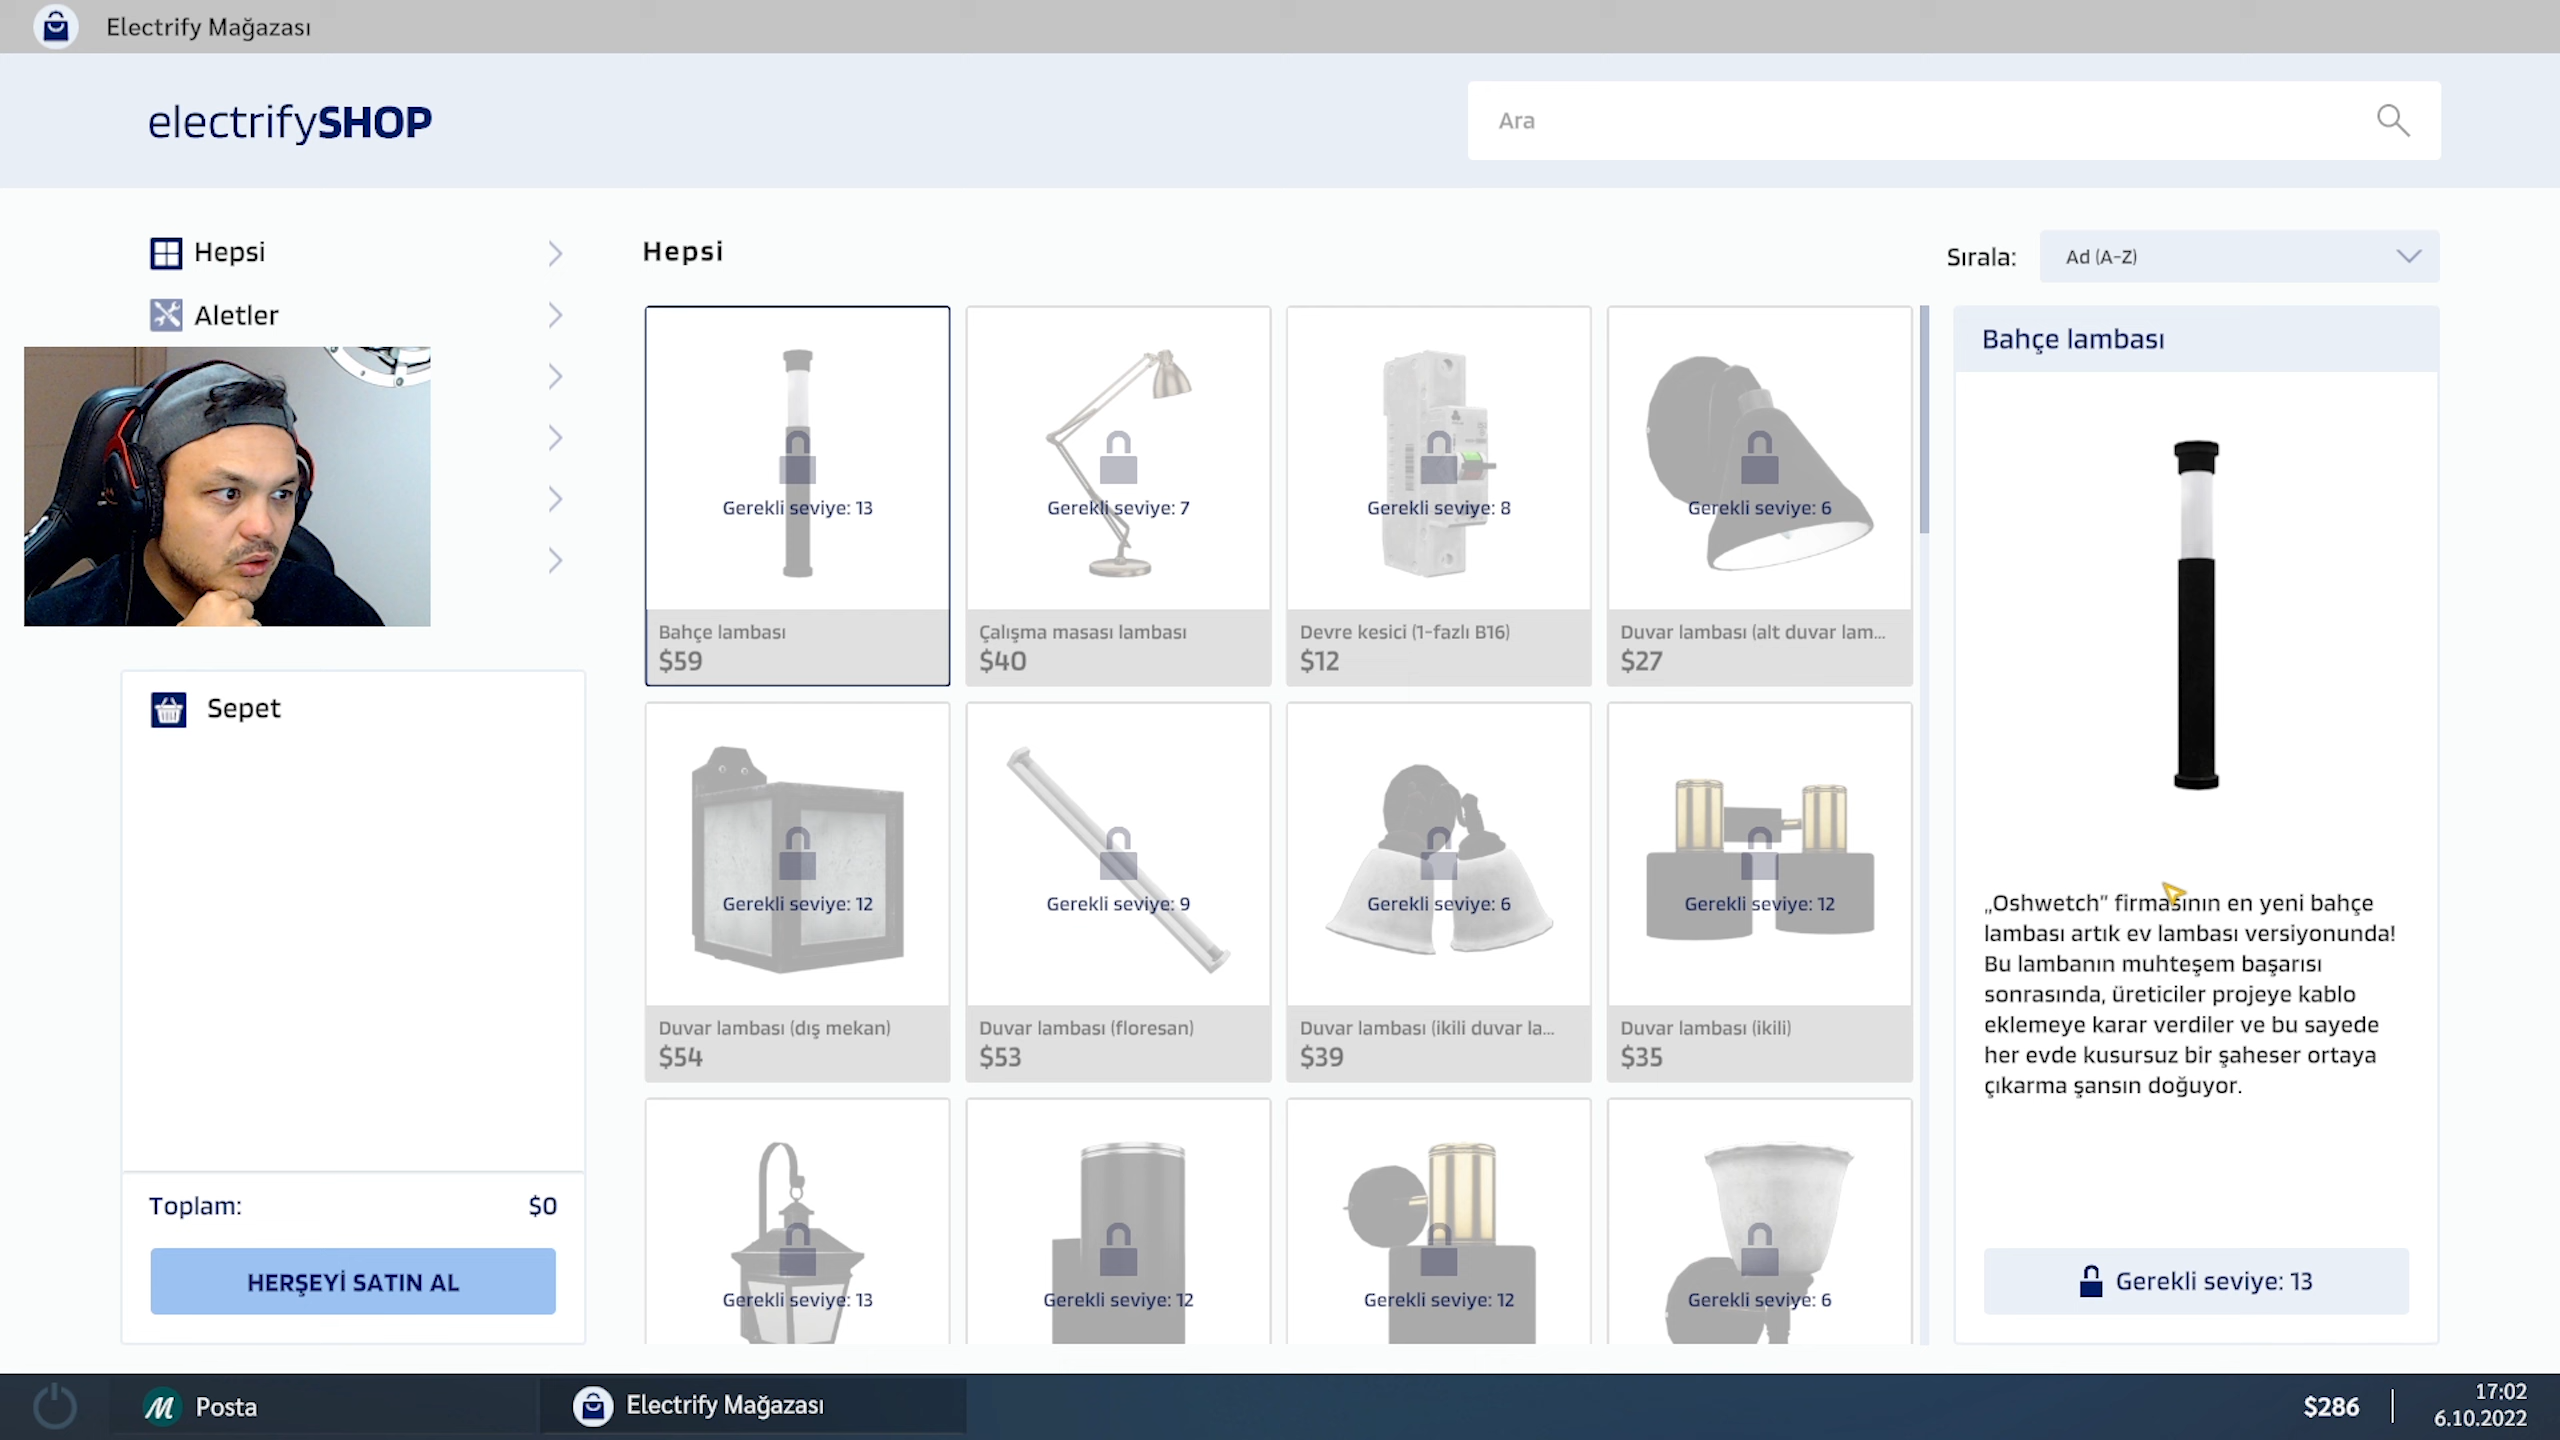 Electrify Mağazası
electrifySHOP
Ara
Hepsi
Aletler
Hepsi
Sırala:
Ad (A-Z)
Gerekli seviye: 13
Bahçe lambası
$59
Gerekli seviye: 7
Çalışma masası lambası
$40
Gerekli seviye: 8
Devre kesici (1-fazlı B16)
$12
Gerekli seviye: 6
Duvar lambası (alt duvar lam...
$27
Gerekli seviye: 12
Duvar lambası (dış mekan)
$54
Gerekli seviye: 9
Duvar lambası (floresan)
$53
Gerekli seviye: 6
Duvar lambası (ikili duvar la...
$39
Gerekli seviye: 12
Duvar lambası (ikili)
$35
Gerekli seviye: 13
Gerekli seviye: 12
Gerekli seviye: 12
Gerekli seviye: 6
Bahçe lambası
„Oshwetch" firmasının en yeni bahçe
lambası artık ev lambası versiyonunda!
Bu lambanın muhteşem başarısı
sonrasında, üreticiler projeye kablo
eklemeye karar verdiler ve bu sayede
her evde kusursuz bir şaheser ortaya
çıkarma şansın doğuyor.
Gerekli seviye: 13
Sepet
Toplam:
$0
HERŞEYİ SATIN AL
Posta
Electrify Mağazası
$286
17:02
6.10.2022